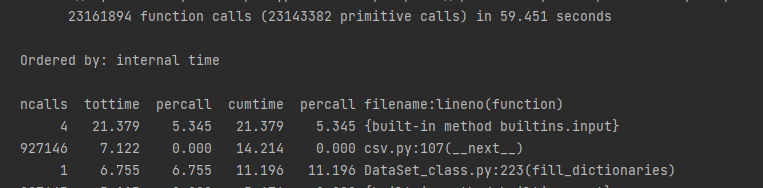 23161894 function calls (23143382 primitive calls) in 59.451 seconds
Ordered by: internal time
ncalls tottime percall cumtime percall filename:lineno(function)
4 21.379 5.345 21.379 5.345 {built-in method builtins.input}
927146 7.122 0.000 14.214 0.000 csv.py:107(__next__)
1 6.755 6.755 11.196 11.196 DataSet_class.py:223(fill_dictionaries)